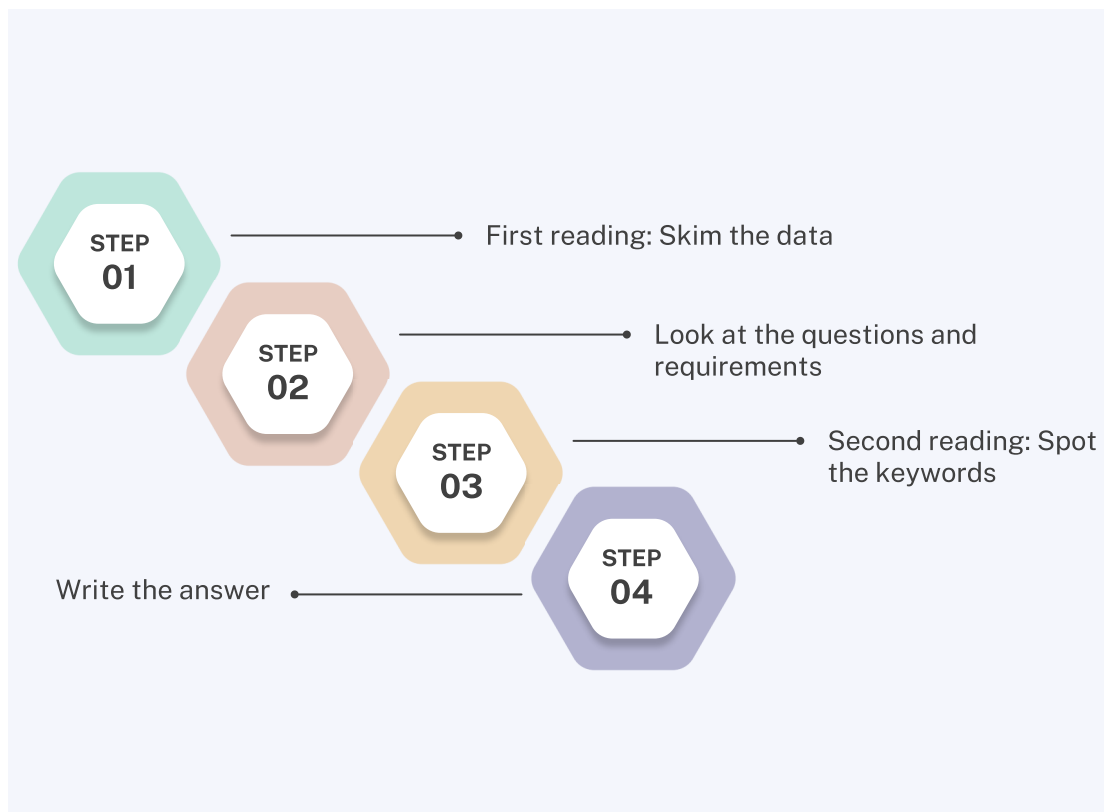 STEP
01
First reading: Skim the data
STEP
02
Look at the questions and
requirements
STEP
03
Second reading: Spot
the keywords
STEP
04
Write the answer